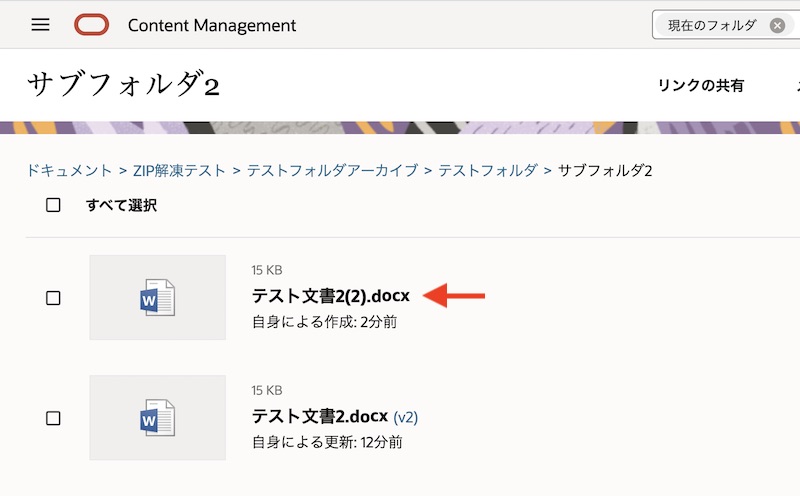 Content Management
現在のフォルダ
サブフォルダ2
リンクの共有
ドキュメント > ZIP解凍テスト > テストフォルダアーカイブ > テストフォルダ > サブフォルダ2
すべて選択
15 KB
テスト文書2(2).docx
自身による作成: 2分前
15 KB
テスト文書2.docx (v2)
自身による更新: 12分前